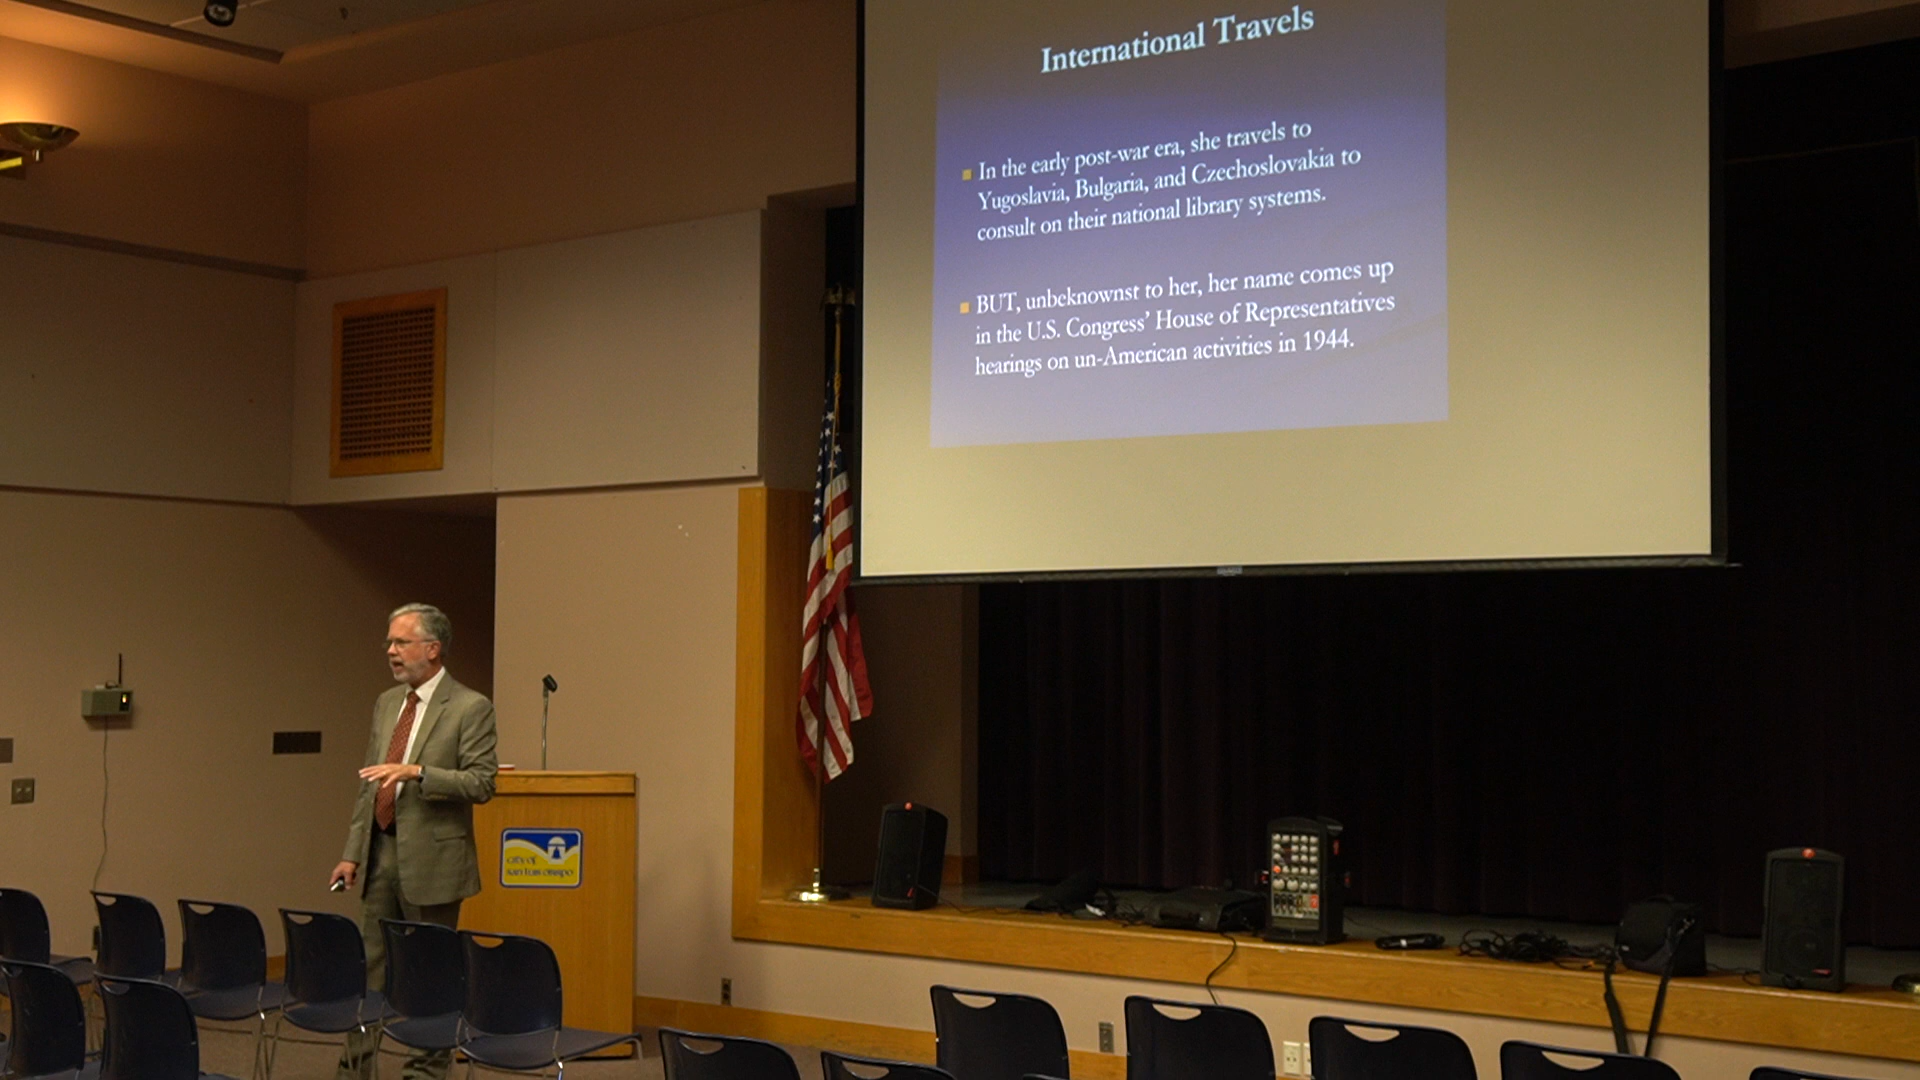 International Travels
In the early post-war era, she travels to
Yugoslavia, Bulgaria, and Czechoslovakia to
consult on their national library systems.
BUT, unbeknownst to her, her name comes up
in the U.S. Congress' House of Representatives
hearings on un-American activities in 1944.
city of
san luis obispo